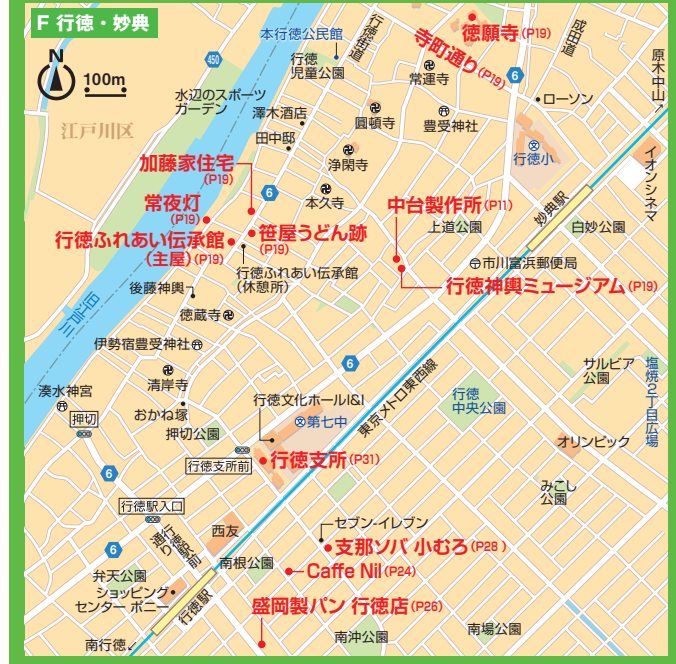 F 行徳・妙典
100m
江戸川区
旧江戸川
450
本行徳公民館
行徳街道
行徳
児童公園
水辺のスポーツ
ガーデン
澤木酒店
田中邸
徳願寺(P19)
寺町通り(P19)
成田道
原木中山→
常運寺
6
ローソン
圓頓寺
豊受神社
行徳小
浄閑寺
イオンシネマ
加藤家住宅
(P19)
6
本久寺
妙典駅
常夜灯
(P19)
中台製作所(P11)
上道公園
白妙公園
笹屋うどん跡
(P19)
行徳ふれあい伝承館
(主屋)(P19)
行徳ふれあい伝承館
(休憩所)
市川富浜郵便局
行徳神輿ミュージアム(P19)
後藤神輿
徳蔵寺
伊勢宿豊受神社
6
清岸寺
東京メトロ東西線
サルビア
公園
塩焼2丁目広場
湊水神宮
押切
おかね塚
押切公園
行徳文化ホールI&I
第七中
行徳
中央公園
オリンピック
行徳支所前
行徳支所(P31)
6
みこし
公園
行徳駅入口
西友
セブン-イレブン
行徳駅前
通り
支那ソバ 小むろ(P28)
6
南根公園
Caffe Nil(P24)
弁天公園
ショッピング
センター ポニー
行徳駅
盛岡製パン 行徳店(P26)
南行徳↙
南沖公園
南場公園